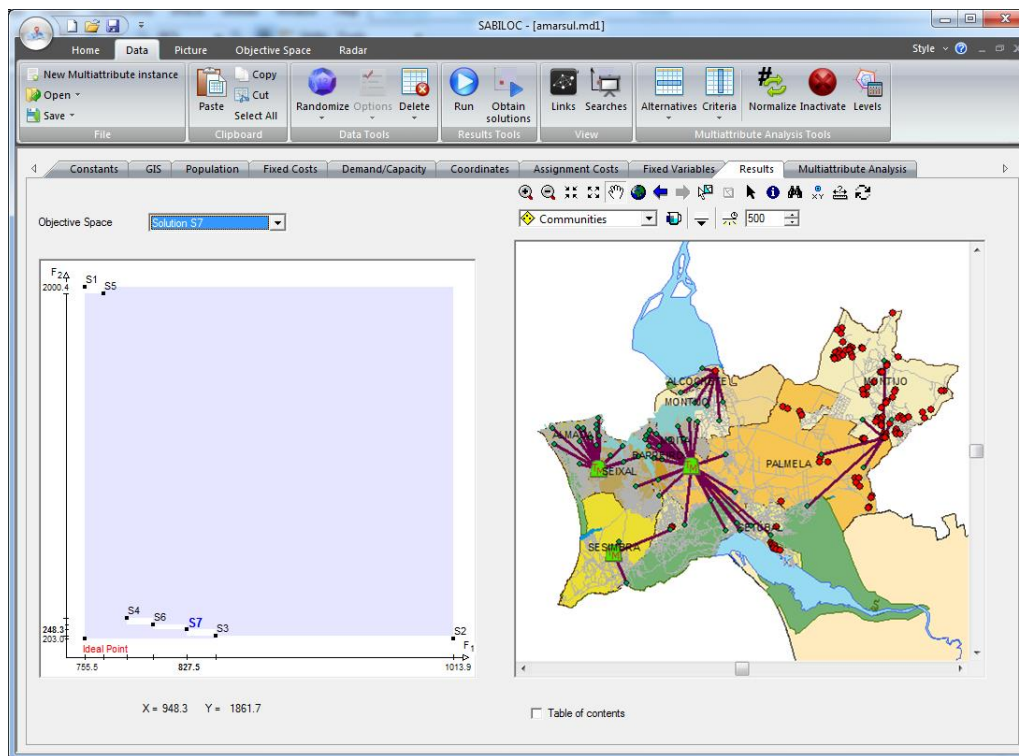 SABILOC - [amarsul.md1]
Home Data Picture Objective Space Radar Style
New Multiattribute instance
Open
Save
File
Paste
Copy
Cut
Select All
Clipboard
Randomize Options Delete
Data Tools
Run Obtain solutions
Results Tools
Links Searches
View
Alternatives Criteria Normalize Inactivate Levels
Multiattribute Analysis Tools
Constants GIS Population Fixed Costs Demand/Capacity Coordinates Assignment Costs Fixed Variables Results Multiattribute Analysis
Objective Space Solution S7
Communities 500
F2
2000.4
S1
S5
S4
S6
S7
S3
S2
248.3
203.0
Ideal Point
F1
755.5 827.5 1013.9
X = 948.3 Y = 1861.7
ALCOCHETE
MONTIJO
MONTIJO
ALMADA
MOITA
BARREIRO
SEIXAL
PALMELA
SETÚBAL
SESIMBRA
Table of contents